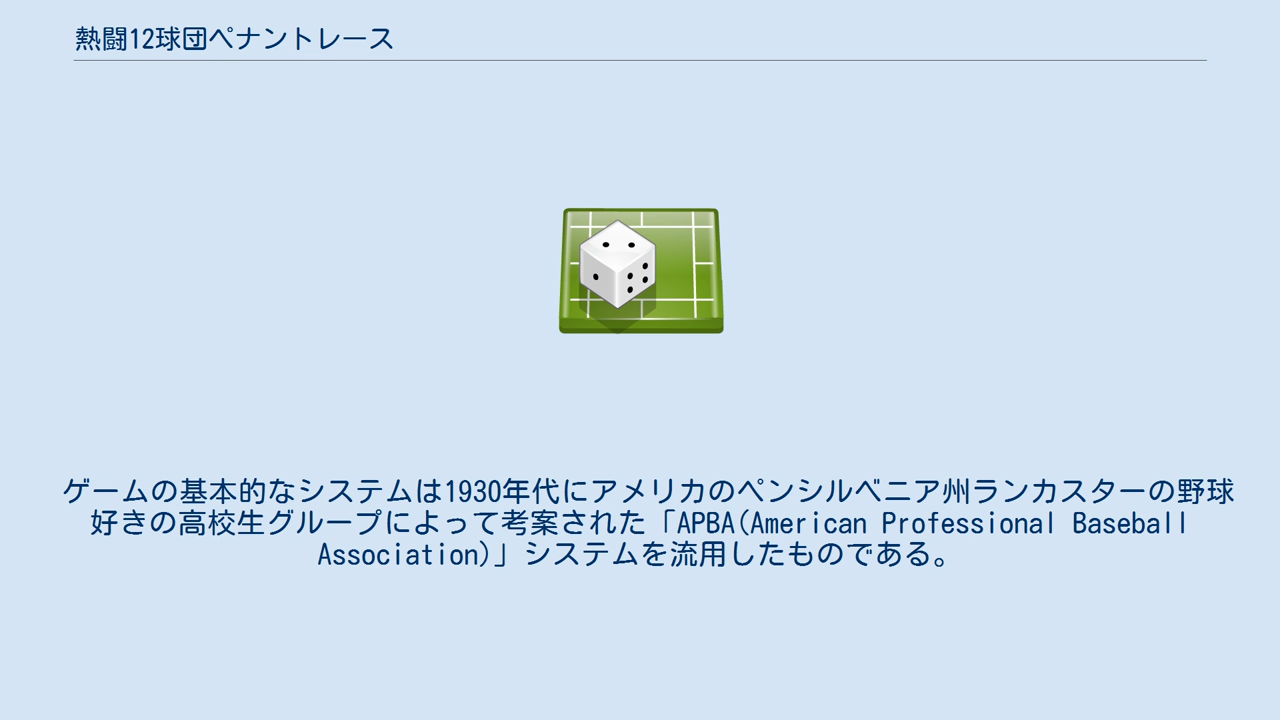 熱闘12球団ペナントレース
ゲームの基本的なシステムは1930年代にアメリカのペンシルベニア州ランカスターの野球
好きの高校生グループによって考案された「APBA(American Professional Baseball
Association)」システムを流用したものである。